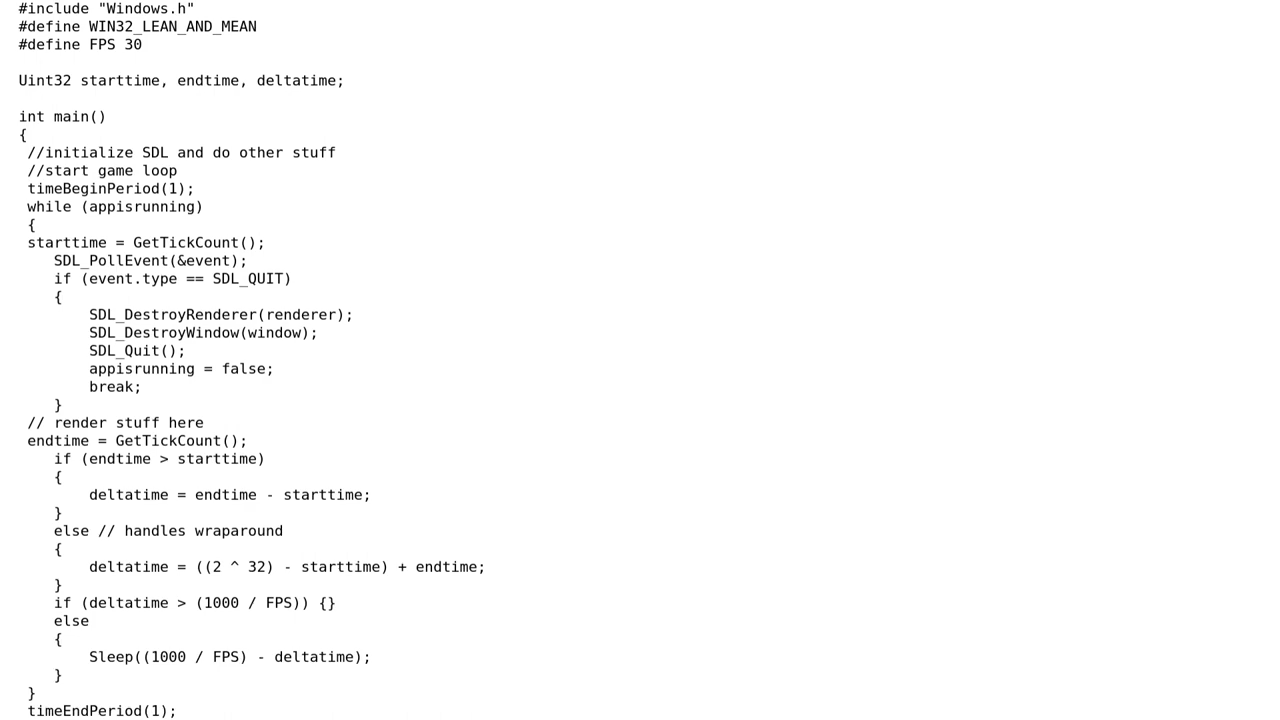 #include "Windows.h"
#define WIN32_LEAN_AND_MEAN
#define FPS 30

Uint32 starttime, endtime, deltatime;

int main()
{
 //initialize SDL and do other stuff
 //start game loop
 timeBeginPeriod(1);
 while (appisrunning)
 {
 starttime = GetTickCount();
    SDL_PollEvent(&event);
    if (event.type == SDL_QUIT)
    {
        SDL_DestroyRenderer(renderer);
        SDL_DestroyWindow(window);
        SDL_Quit();
        appisrunning = false;
        break;
    }
 // render stuff here
 endtime = GetTickCount();
    if (endtime > starttime)
    {
        deltatime = endtime - starttime;
    }
    else // handles wraparound
    {
        deltatime = ((2 ^ 32) - starttime) + endtime;
    }
    if (deltatime > (1000 / FPS)) {}
    else
    {
        Sleep((1000 / FPS) - deltatime);
    }
 }
 timeEndPeriod(1);